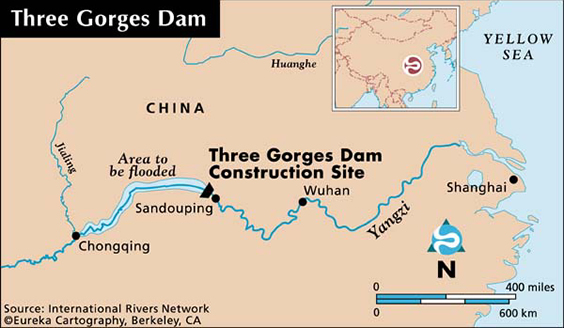 Three Gorges Dam
YELLOW
SEA
Huanghe
CHINA
Jialing
Area to
be flooded
Three Gorges Dam
Construction Site
Wuhan
Sandouping
Shanghai
Yangzi
Chongqing
N
0 400 miles
0 600 km
Source: International Rivers Network
©Eureka Cartography, Berkeley, CA